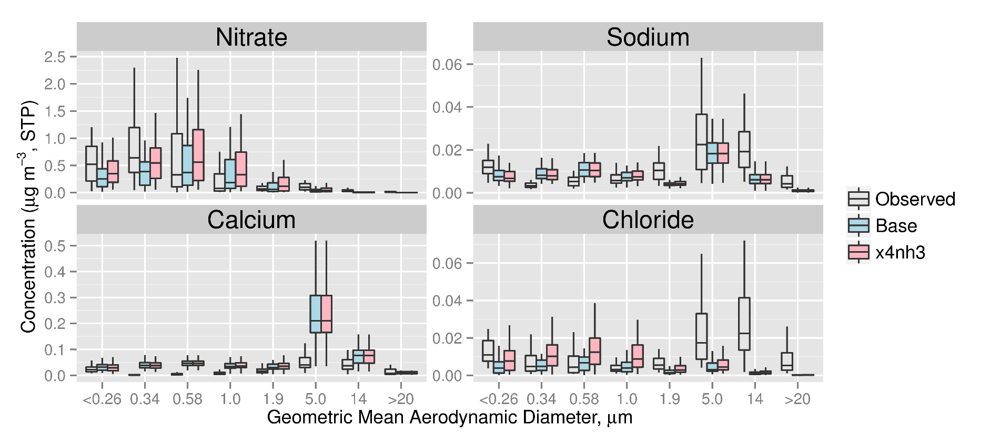 Nitrate
Sodium
2.5
2.0
1.5
1.0
0.5
0.0
0.06
0.04
0.02
0.00
Calcium
Chloride
0.5
0.4
0.3
0.2
0.1
0.0
0.06
0.04
0.02
0.00
<0.26 0.34 0.58 1.0 1.9 5.0 14 >20
<0.26 0.34 0.58 1.0 1.9 5.0 14 >20
Geometric Mean Aerodynamic Diameter, μm
Concentration (μg m⁻³, STP)
Observed
Base
x4nh3